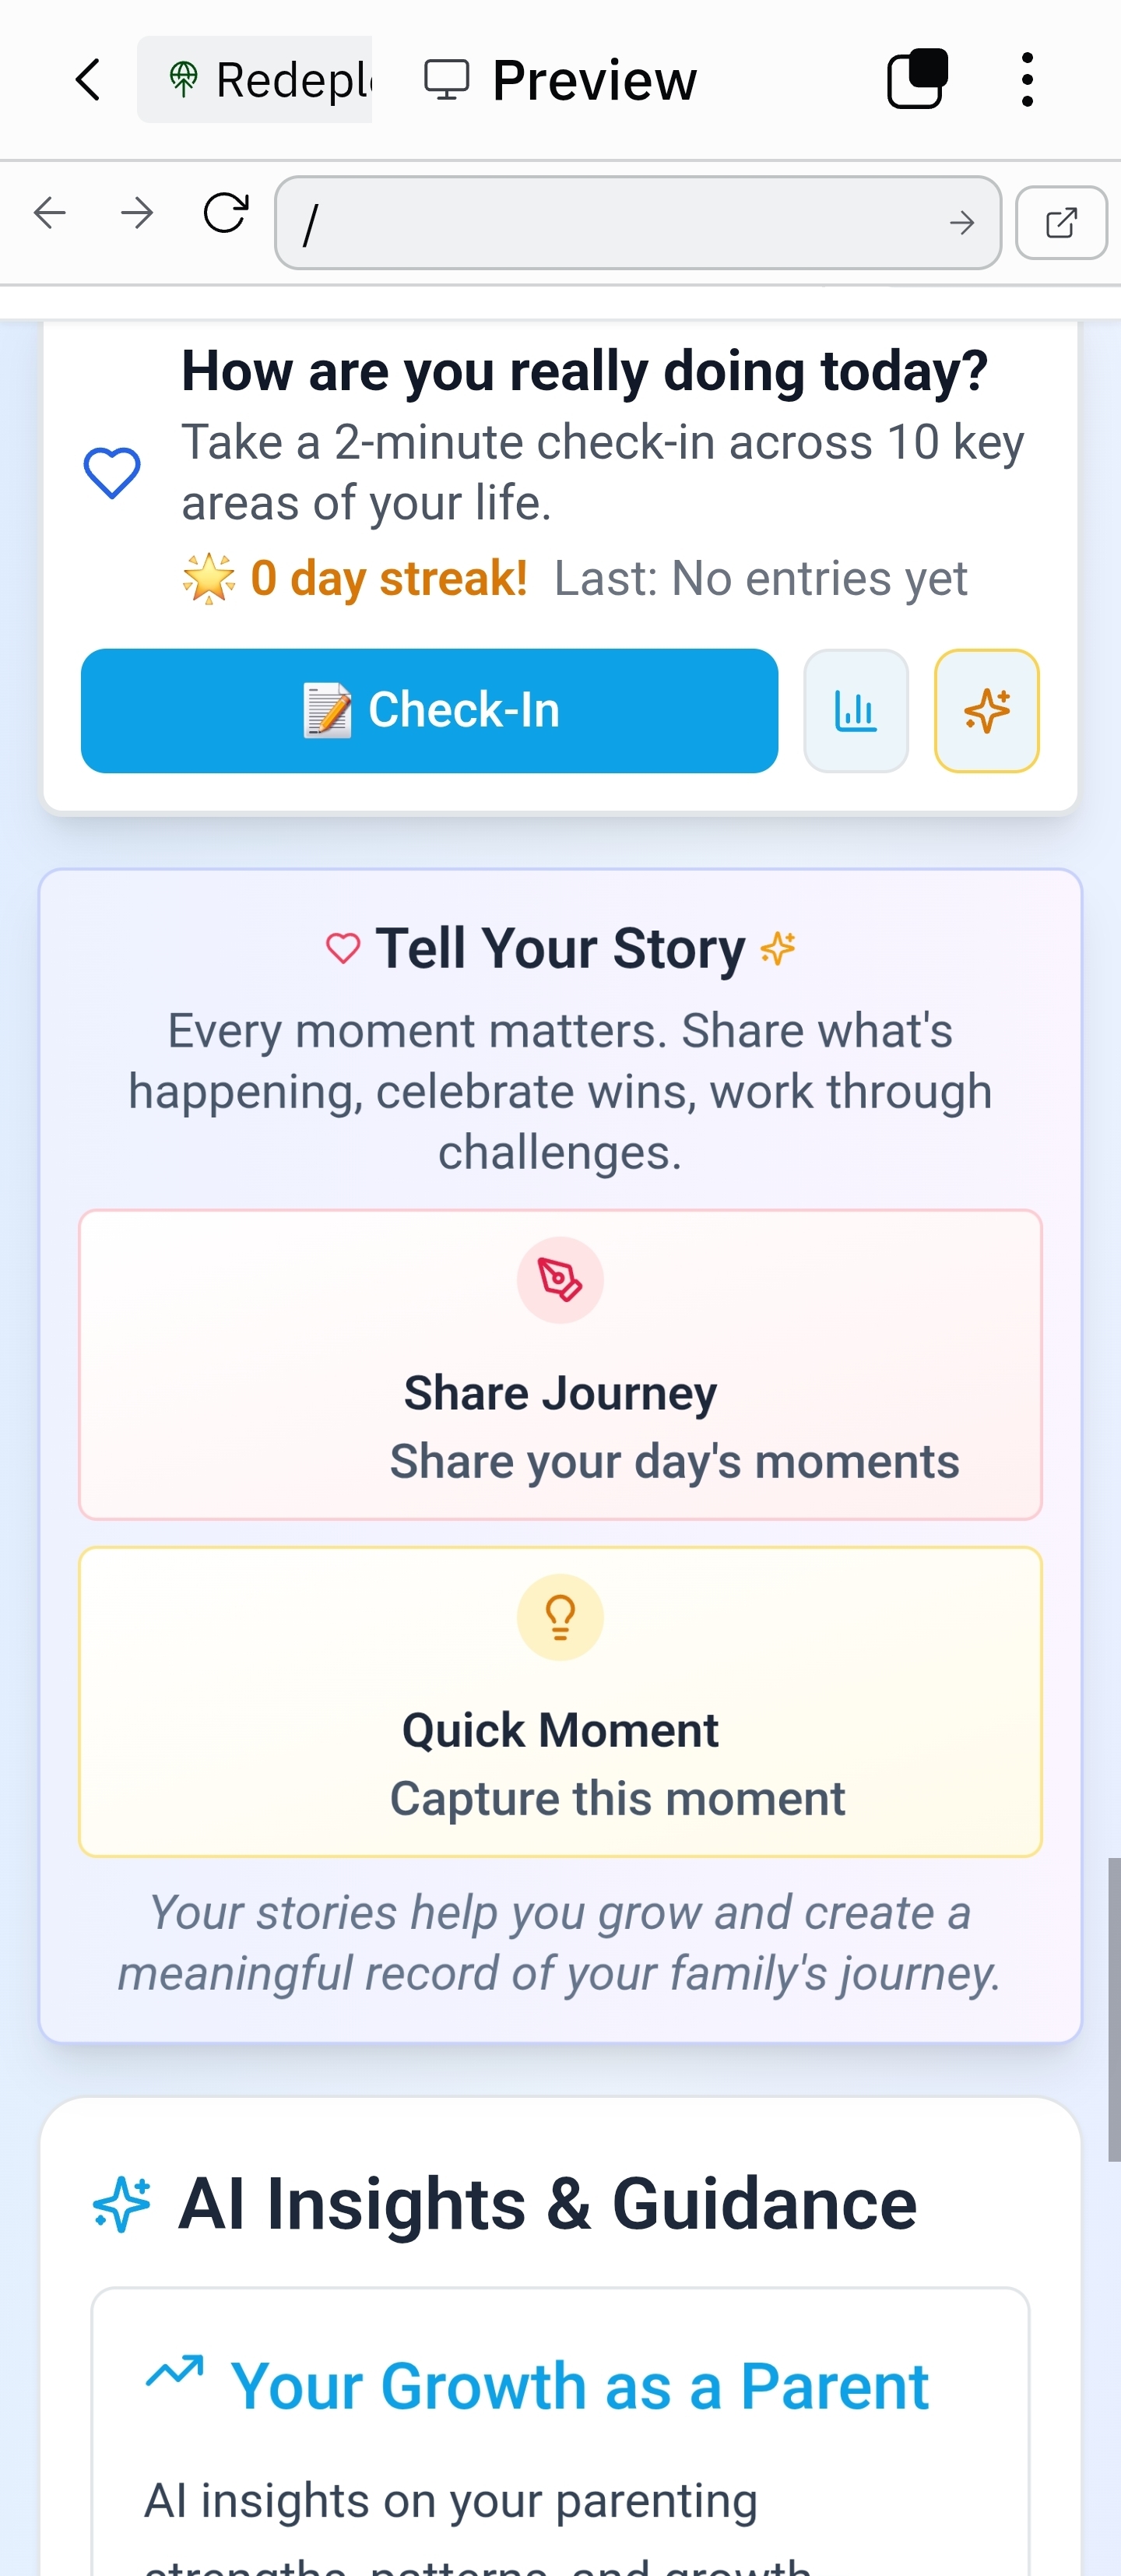 Preview
/
How are you really doing today?
Take a 2-minute check-in across 10 key
areas of your life.
🌟 0 day streak! Last: No entries yet
📝 Check-In
Tell Your Story
Every moment matters. Share what's
happening, celebrate wins, work through
challenges.
Share Journey
Share your day's moments
Quick Moment
Capture this moment
Your stories help you grow and create a
meaningful record of your family's journey.
AI Insights & Guidance
Your Growth as a Parent
AI insights on your parenting
strengths, patterns, and growth